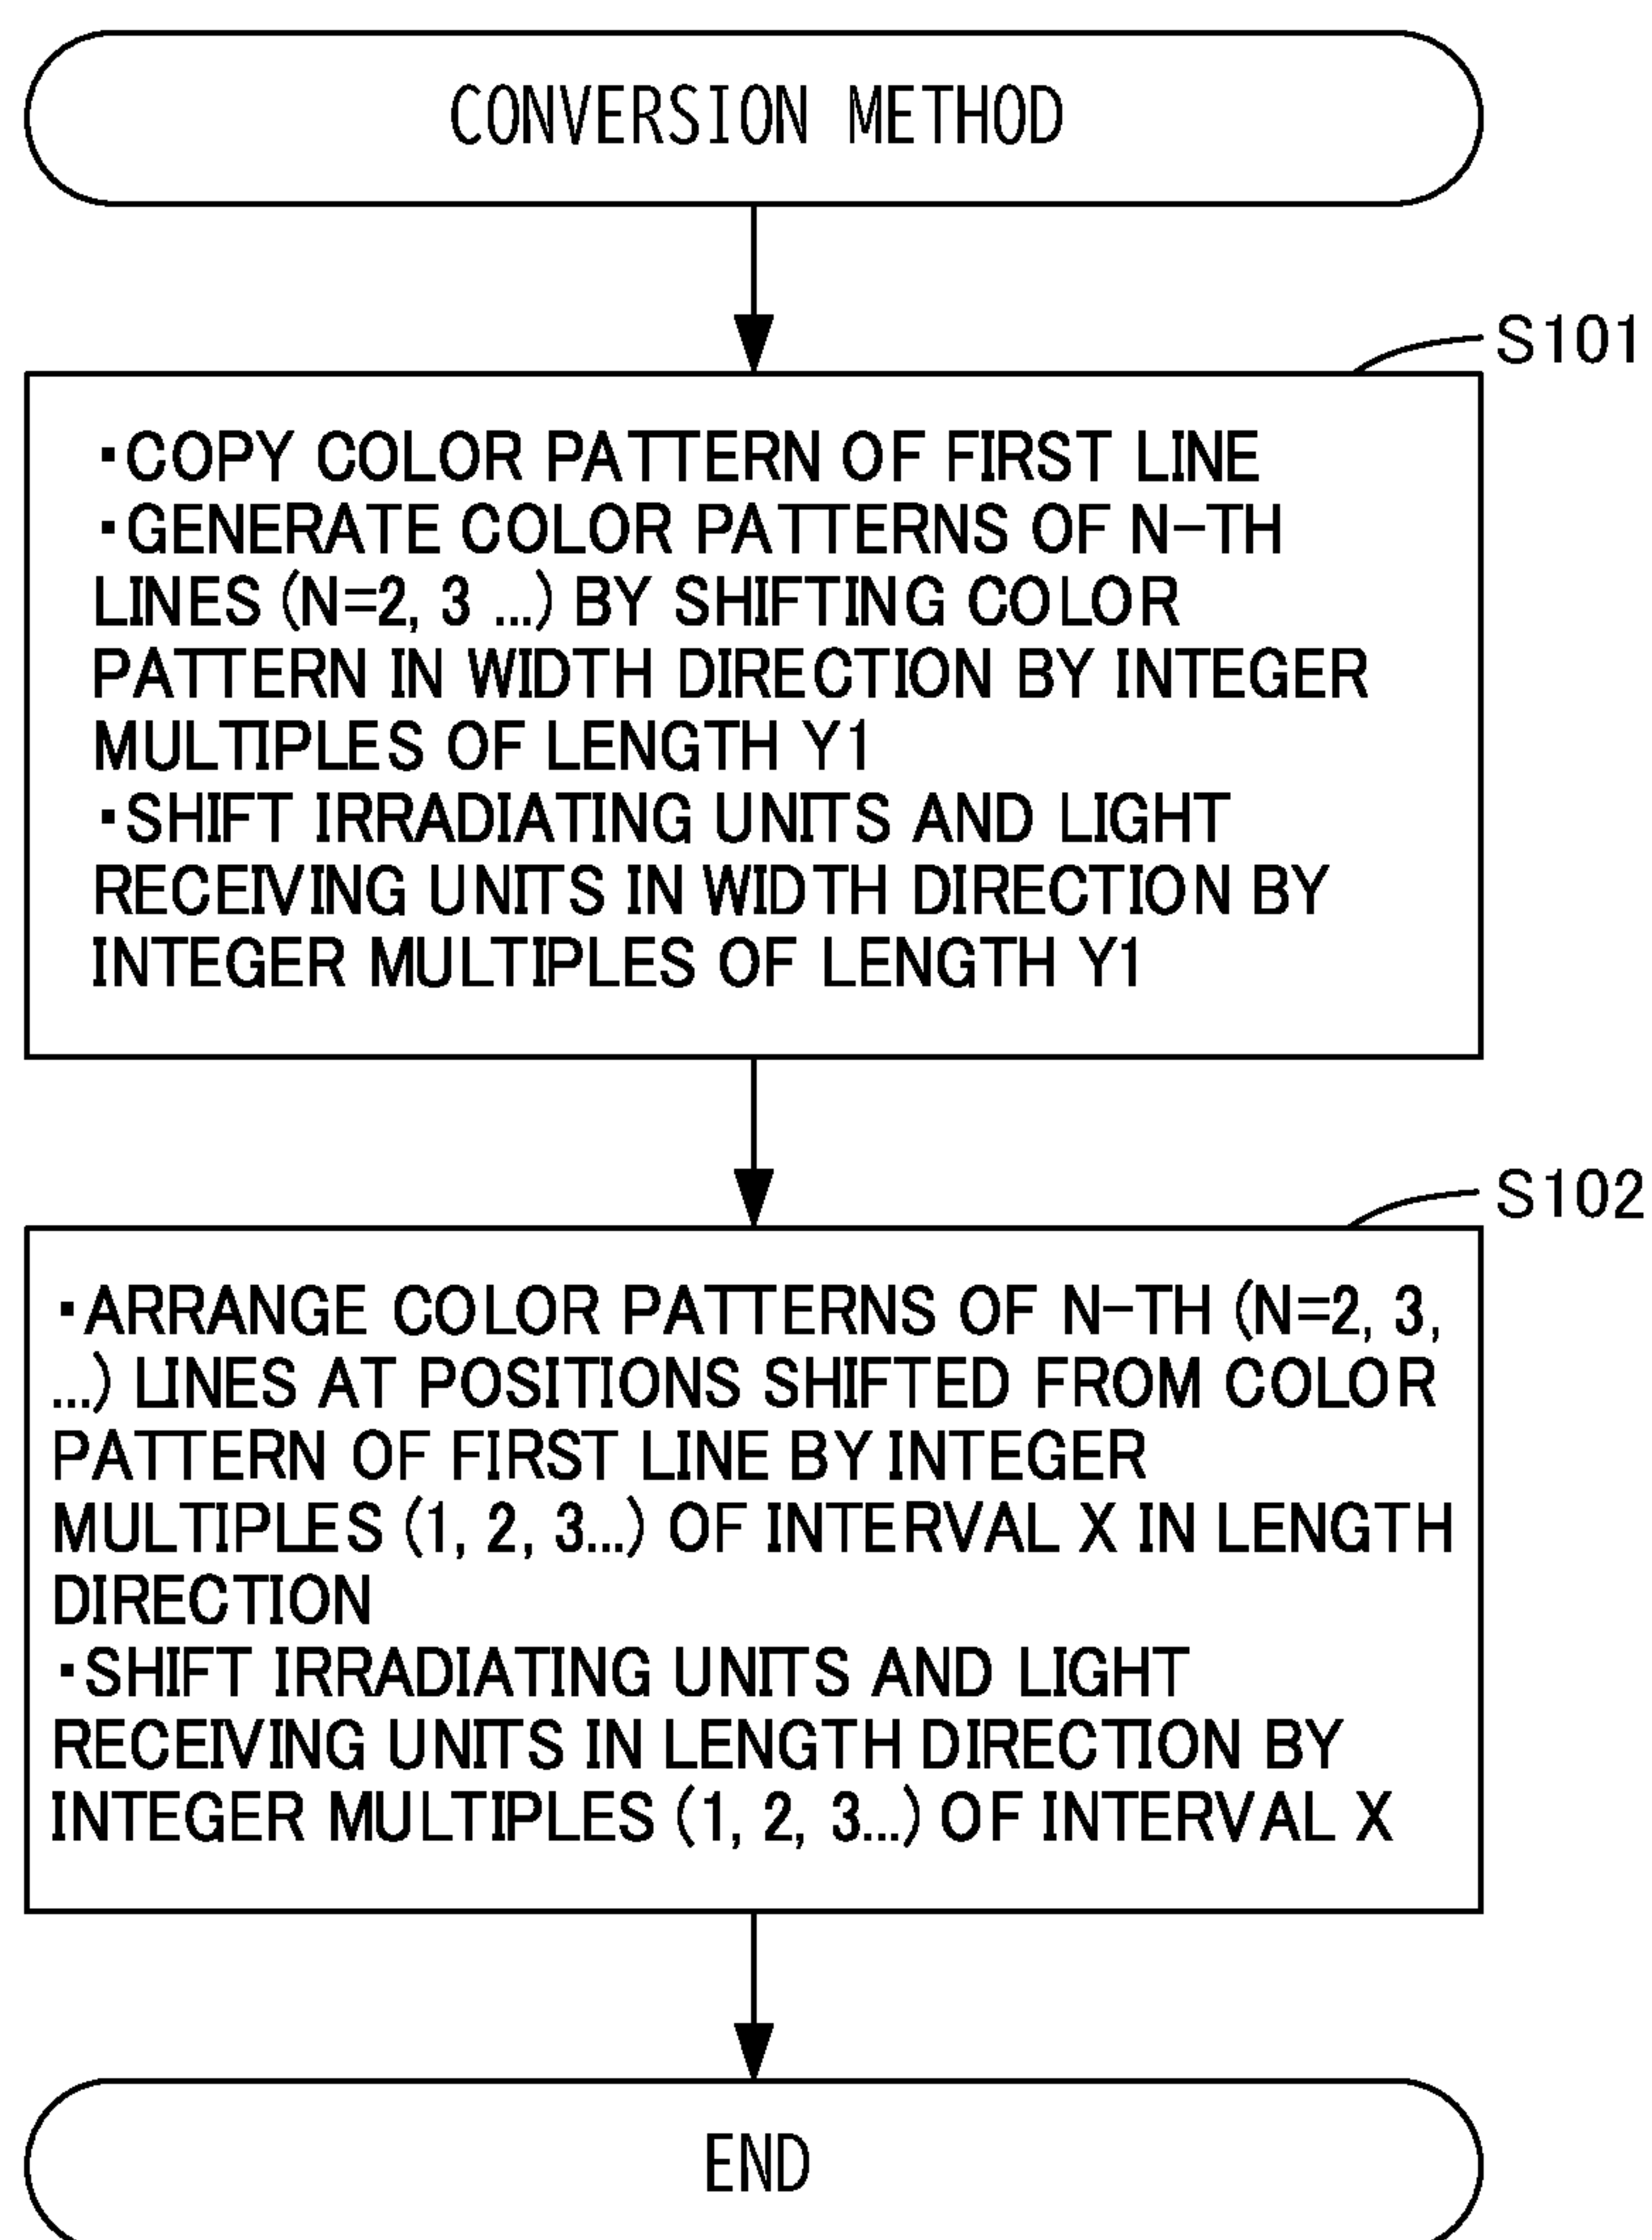 CONVERSION METHOD
S101
▪COPY COLOR PATTERN OF FIRST LINE
▪GENERATE COLOR PATTERNS OF N-TH
LINES (N=2, 3 ...) BY SHIFTING COLOR
PATTERN IN WIDTH DIRECTION BY INTEGER
MULTIPLES OF LENGTH Y1
▪SHIFT IRRADIATING UNITS AND LIGHT
RECEIVING UNITS IN WIDTH DIRECTION BY
INTEGER MULTIPLES OF LENGTH Y1
S102
▪ARRANGE COLOR PATTERNS OF N-TH (N=2, 3,
...) LINES AT POSITIONS SHIFTED FROM COLOR
PATTERN OF FIRST LINE BY INTEGER
MULTIPLES (1, 2, 3...) OF INTERVAL X IN LENGTH
DIRECTION
▪SHIFT IRRADIATING UNITS AND LIGHT
RECEIVING UNITS IN LENGTH DIRECTION BY
INTEGER MULTIPLES (1, 2, 3...) OF INTERVAL X
END